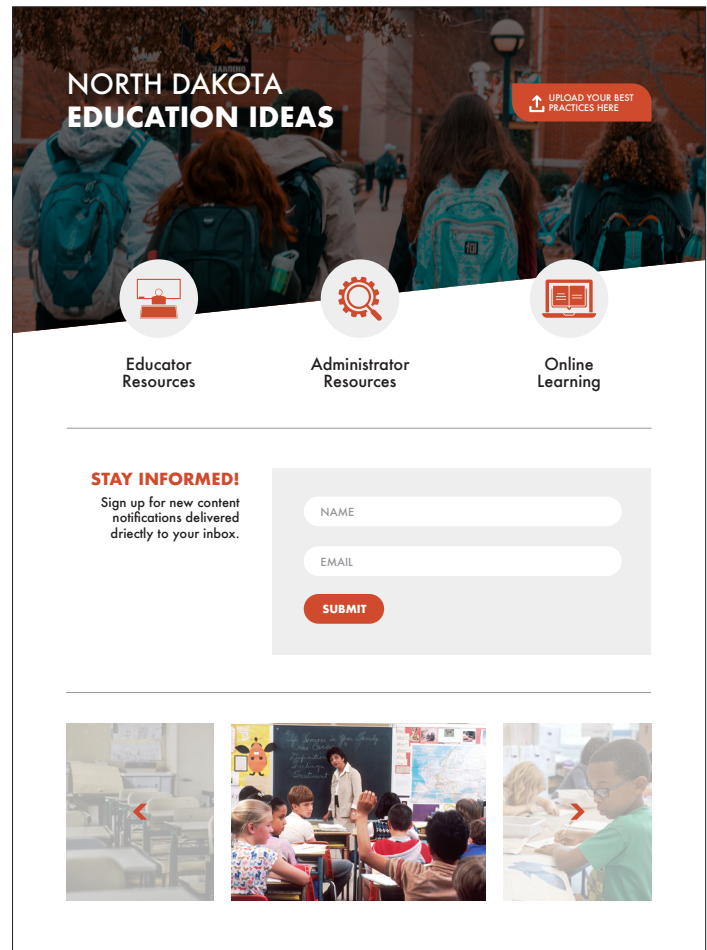 NORTH DAKOTA
EDUCATION IDEAS
UPLOAD YOUR BEST
PRACTICES HERE
Educator
Resources
Administrator
Resources
Online
Learning
STAY INFORMED!
Sign up for new content
notifications delivered
driectly to your inbox.
NAME
EMAIL
SUBMIT